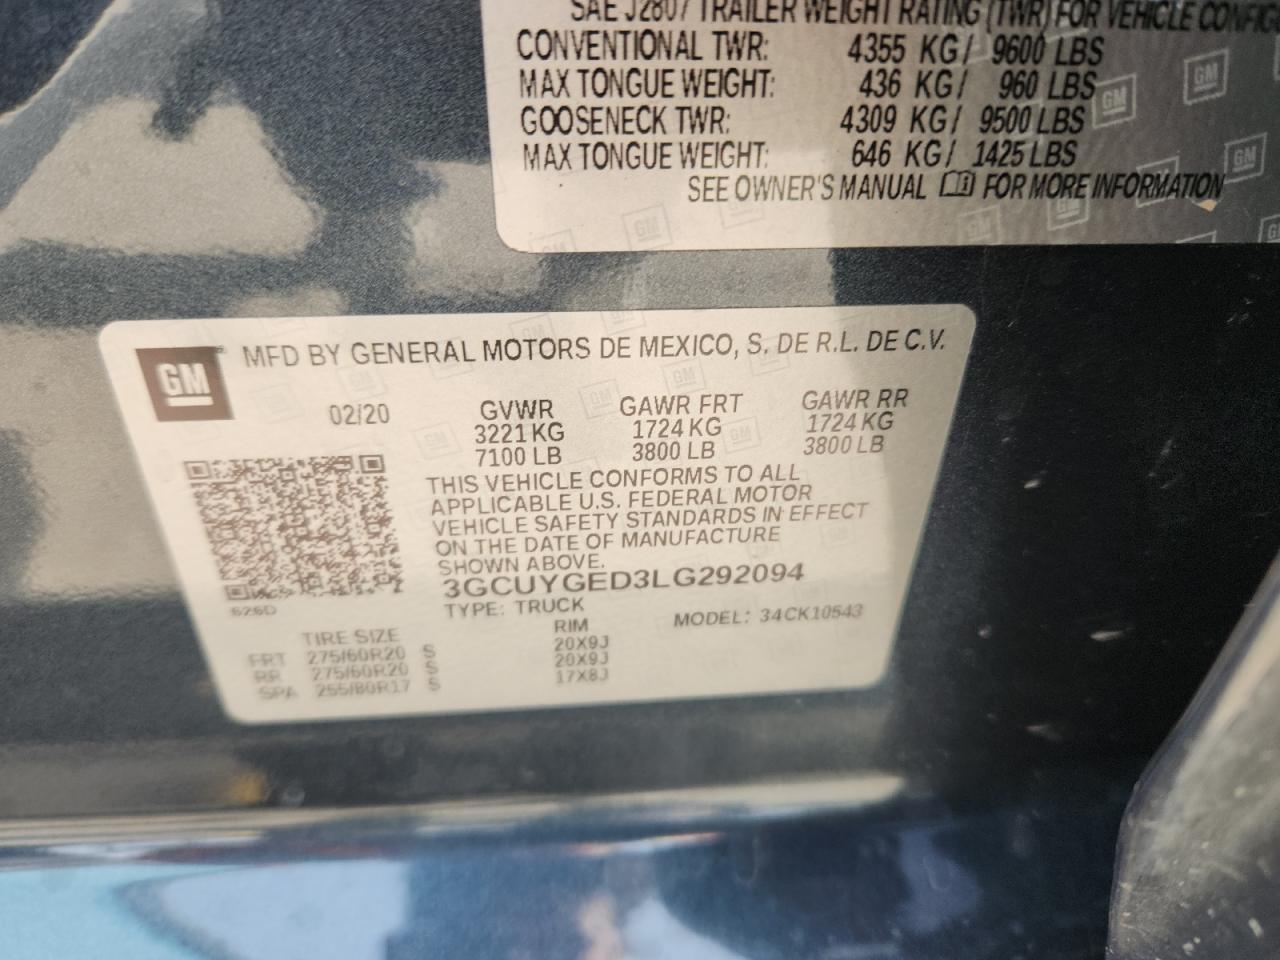 SAE J2807 TRAILER WEIGHT RATING (TWR) FOR VEHICLE
CONVENTIONAL TWR: 4355 KG/ 9600 LBS
MAX TONGUE WEIGHT: 436 KG/ 960 LBS
GOOSENECK TWR: 4309 KG/ 9500 LBS
MAX TONGUE WEIGHT: 646 KG/ 1425 LBS
SEE OWNER'S MANUAL FOR MORE INFORMATION
GM MFD BY GENERAL MOTORS DE MEXICO, S. DE R.L. DE C.V.
02/20 GVWR GAWR FRT GAWR RR
3221 KG 1724 KG 1724 KG
7100 LB 3800 LB 3800 LB
THIS VEHICLE CONFORMS TO ALL
APPLICABLE U.S. FEDERAL MOTOR
VEHICLE SAFETY STANDARDS IN EFFECT
ON THE DATE OF MANUFACTURE
SHOWN ABOVE.
3GCUYGED3LG292094
626D
TYPE: TRUCK MODEL: 34CK10543
TIRE SIZE RIM
FRT 275/60R20 S 20X9J
RR 275/60R20 S 20X9J
SPA 255/80R17 S 17X8J